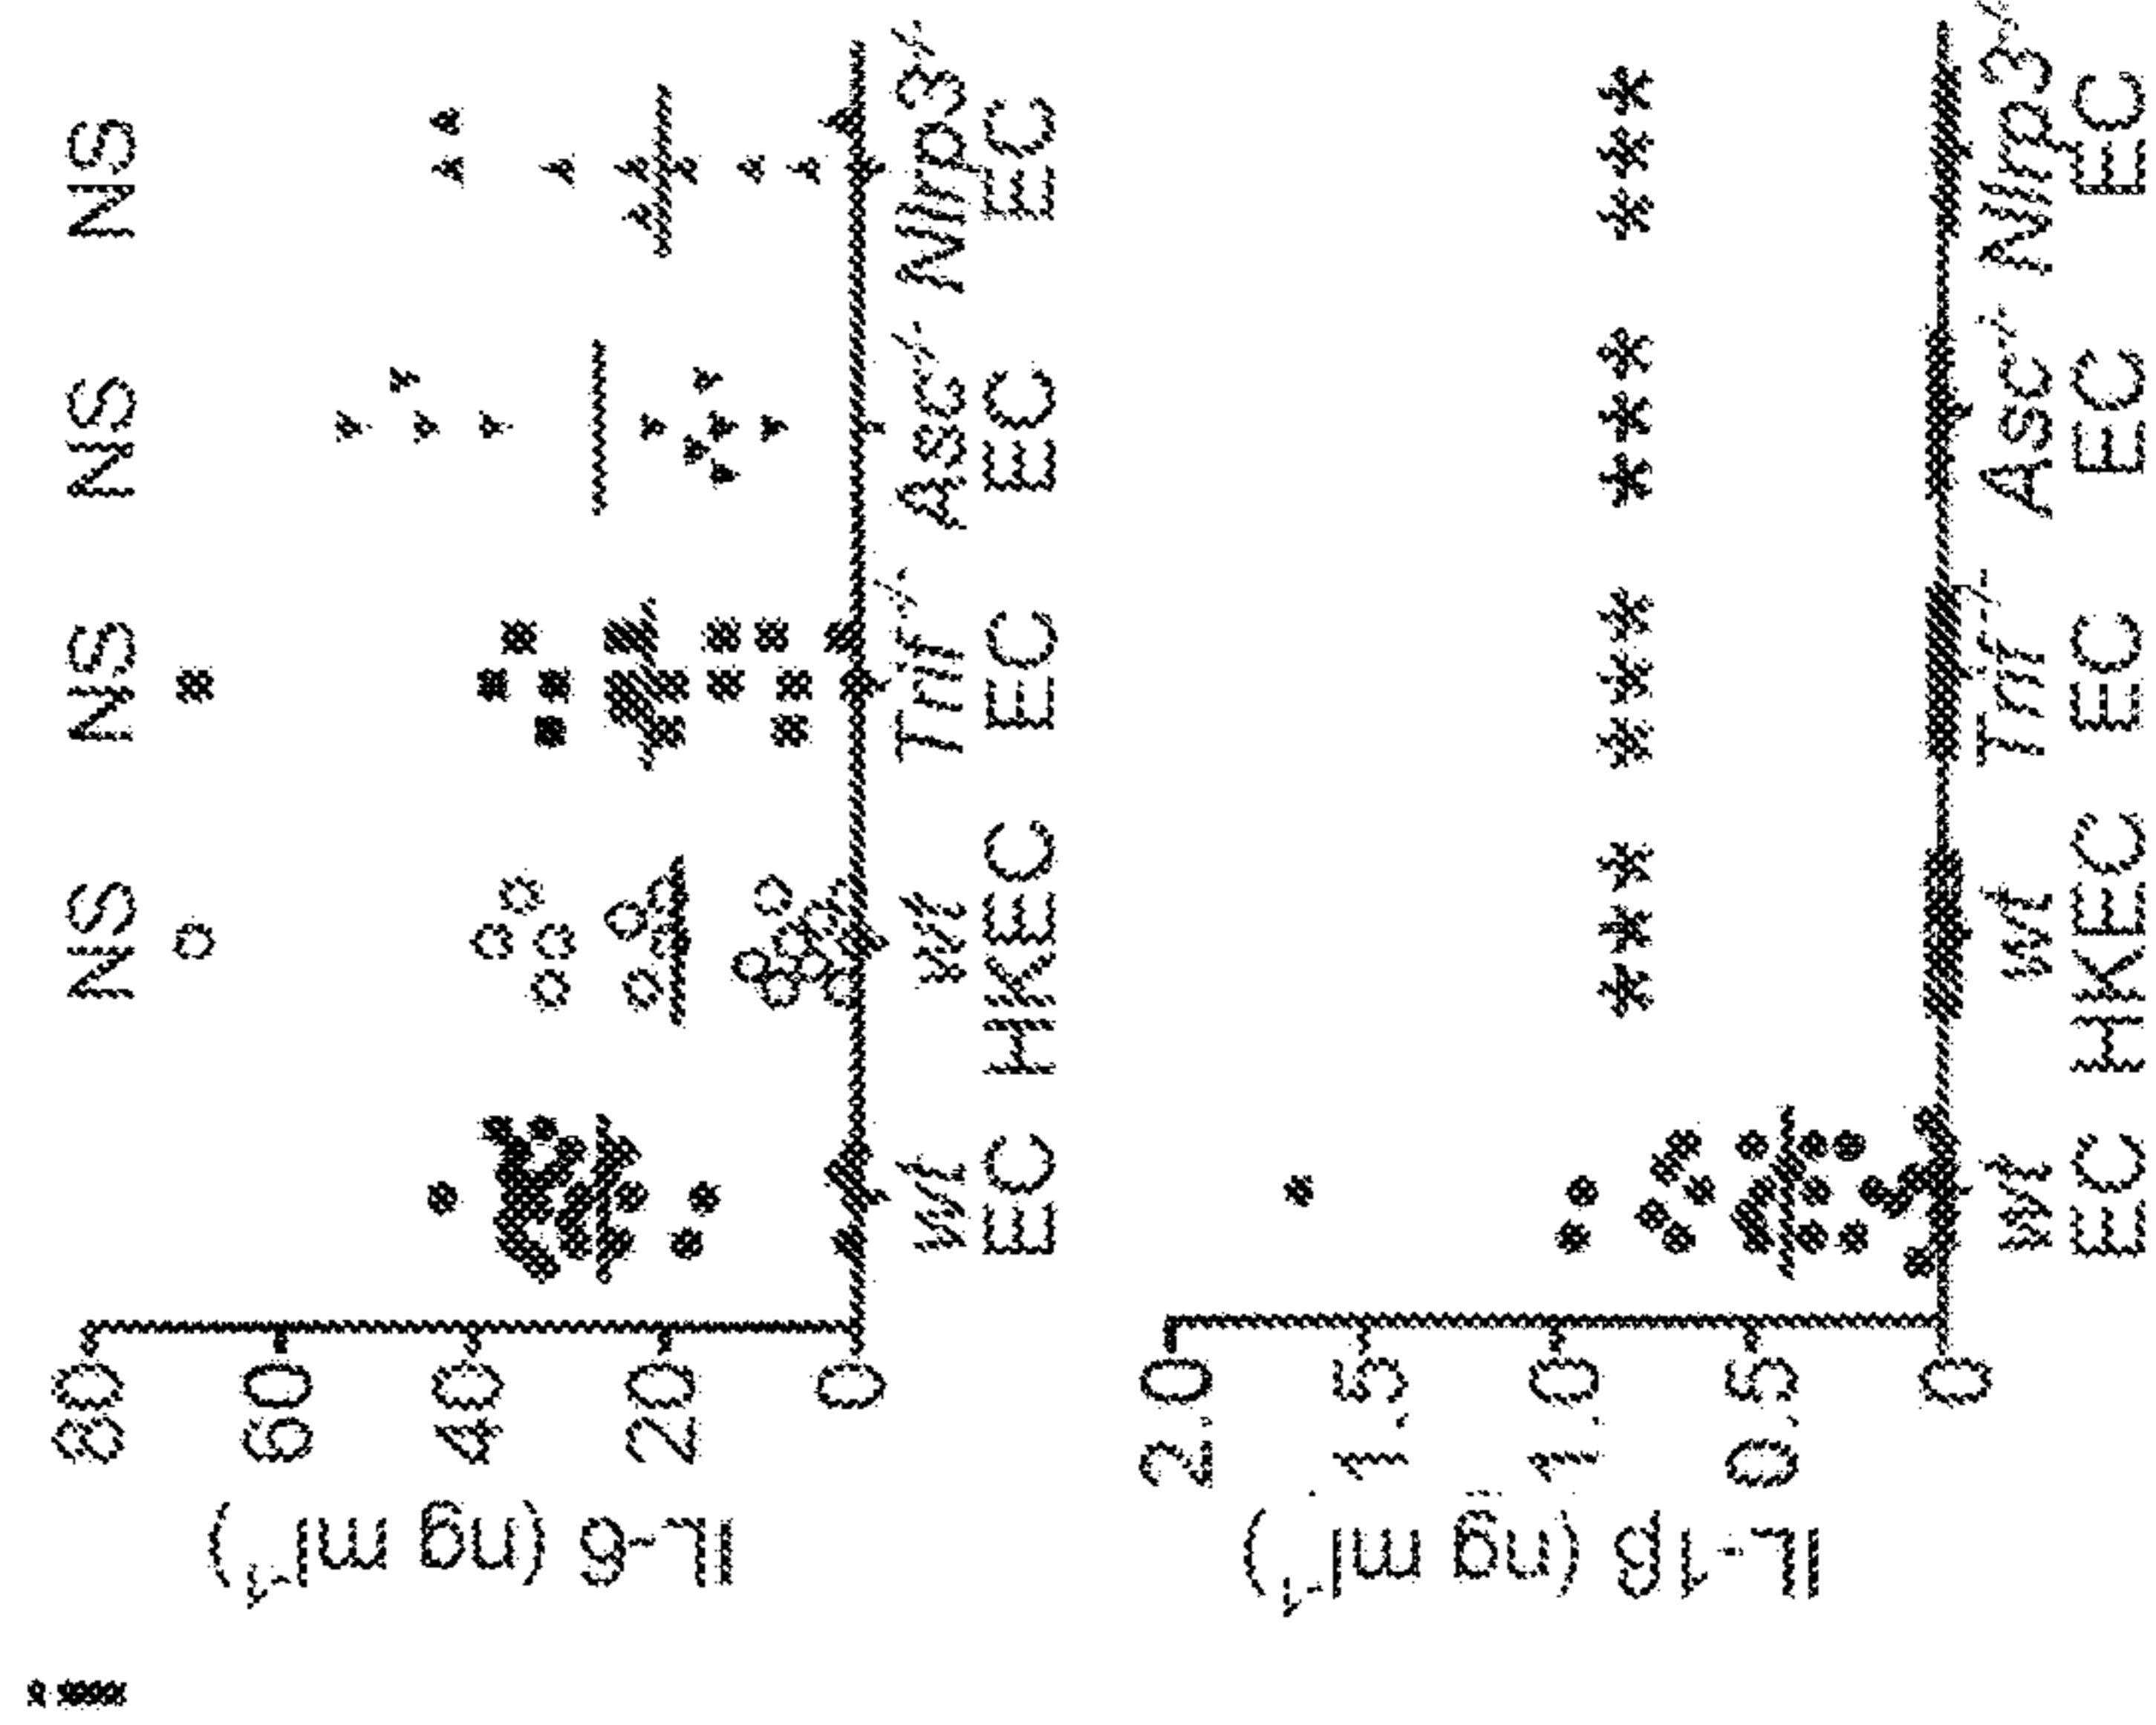 i
IL-6 (ng ml⁻¹)
80
60
40
20
0
NS NS NS NS
wt wt Trif⁻/⁻ Asc⁻/⁻ Nlrp3⁻/⁻
EC HKEC EC EC EC
IL-1β (ng ml⁻¹)
2.0
1.5
1.0
0.5
0
*** *** *** ***
wt wt Trif⁻/⁻ Asc⁻/⁻ Nlrp3⁻/⁻
EC HKEC EC EC EC